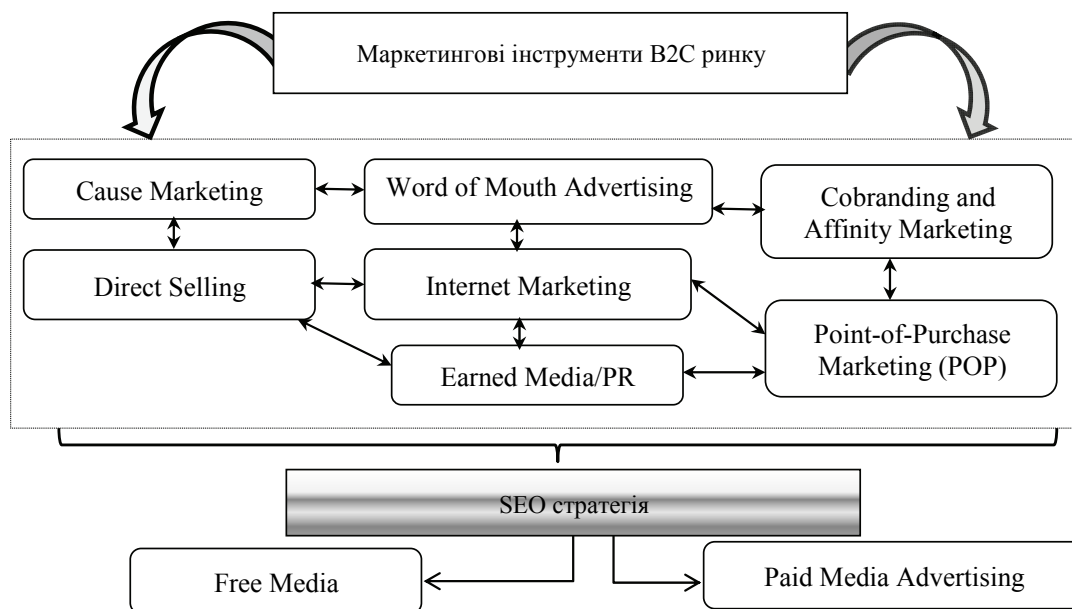 Маркетингові інструменти B2C ринку
Cause Marketing
Word of Mouth Advertising
Cobranding and
Affinity Marketing
Direct Selling
Internet Marketing
Point-of-Purchase
Marketing (POP)
Earned Media/PR
SEO стратегія
Free Media
Paid Media Advertising